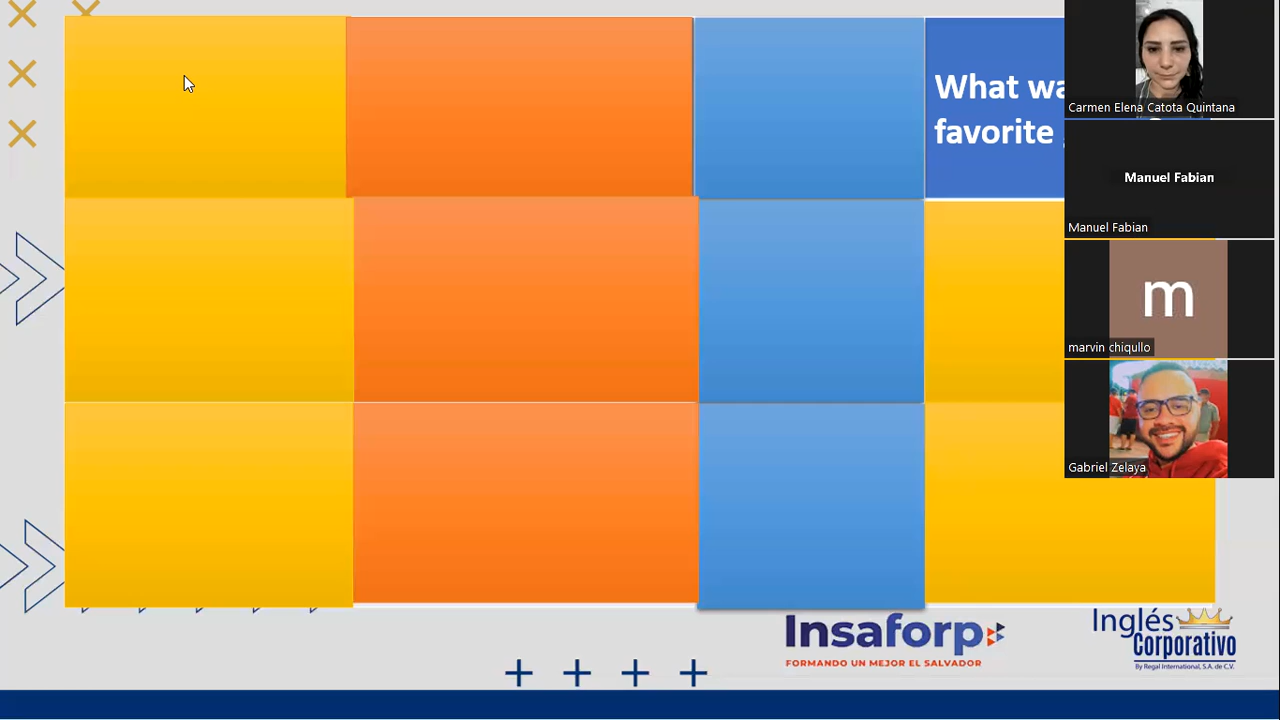 What wa
favorite
Carmen Elena Catota Quintana
Manuel Fabian
Manuel Fabian
m
marvin chiqullo
Gabriel Zelaya
Insaforp
FORMANDO UN MEJOR EL SALVADOR
Inglés
Corporativo
By Regal International, S.A. de C.V.